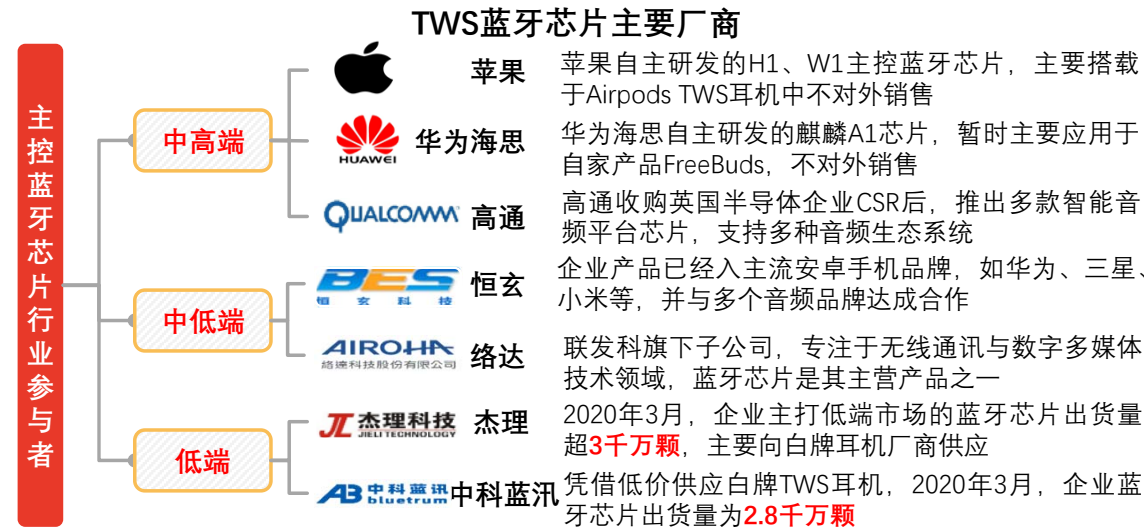 TWS蓝牙芯片主要厂商
主控蓝牙芯片行业参与者
中高端
苹果
苹果自主研发的H1、W1主控蓝牙芯片，主要搭载
于Airpods TWS耳机中不对外销售
HUAWEI
华为海思
华为海思自主研发的麒麟A1芯片，暂时主要应用于
自家产品FreeBuds，不对外销售
QUALCOMM
高通
高通收购英国半导体企业CSR后，推出多款智能音
频平台芯片，支持多种音频生态系统
中低端
BES
恒玄科技
恒玄
企业产品已经入主流安卓手机品牌，如华为、三星、
小米等，并与多个音频品牌达成合作
AIROHA
絡達科技股份有限公司
络达
联发科旗下子公司，专注于无线通讯与数字多媒体
技术领域，蓝牙芯片是其主营产品之一
低端
JL 杰理科技
JIELI TECHNOLOGY
杰理
2020年3月，企业主打低端市场的蓝牙芯片出货量
超3千万颗，主要向白牌耳机厂商供应
AB 中科蓝讯
bluetrum
中科蓝汛
凭借低价供应白牌TWS耳机，2020年3月，企业蓝
牙芯片出货量为2.8千万颗